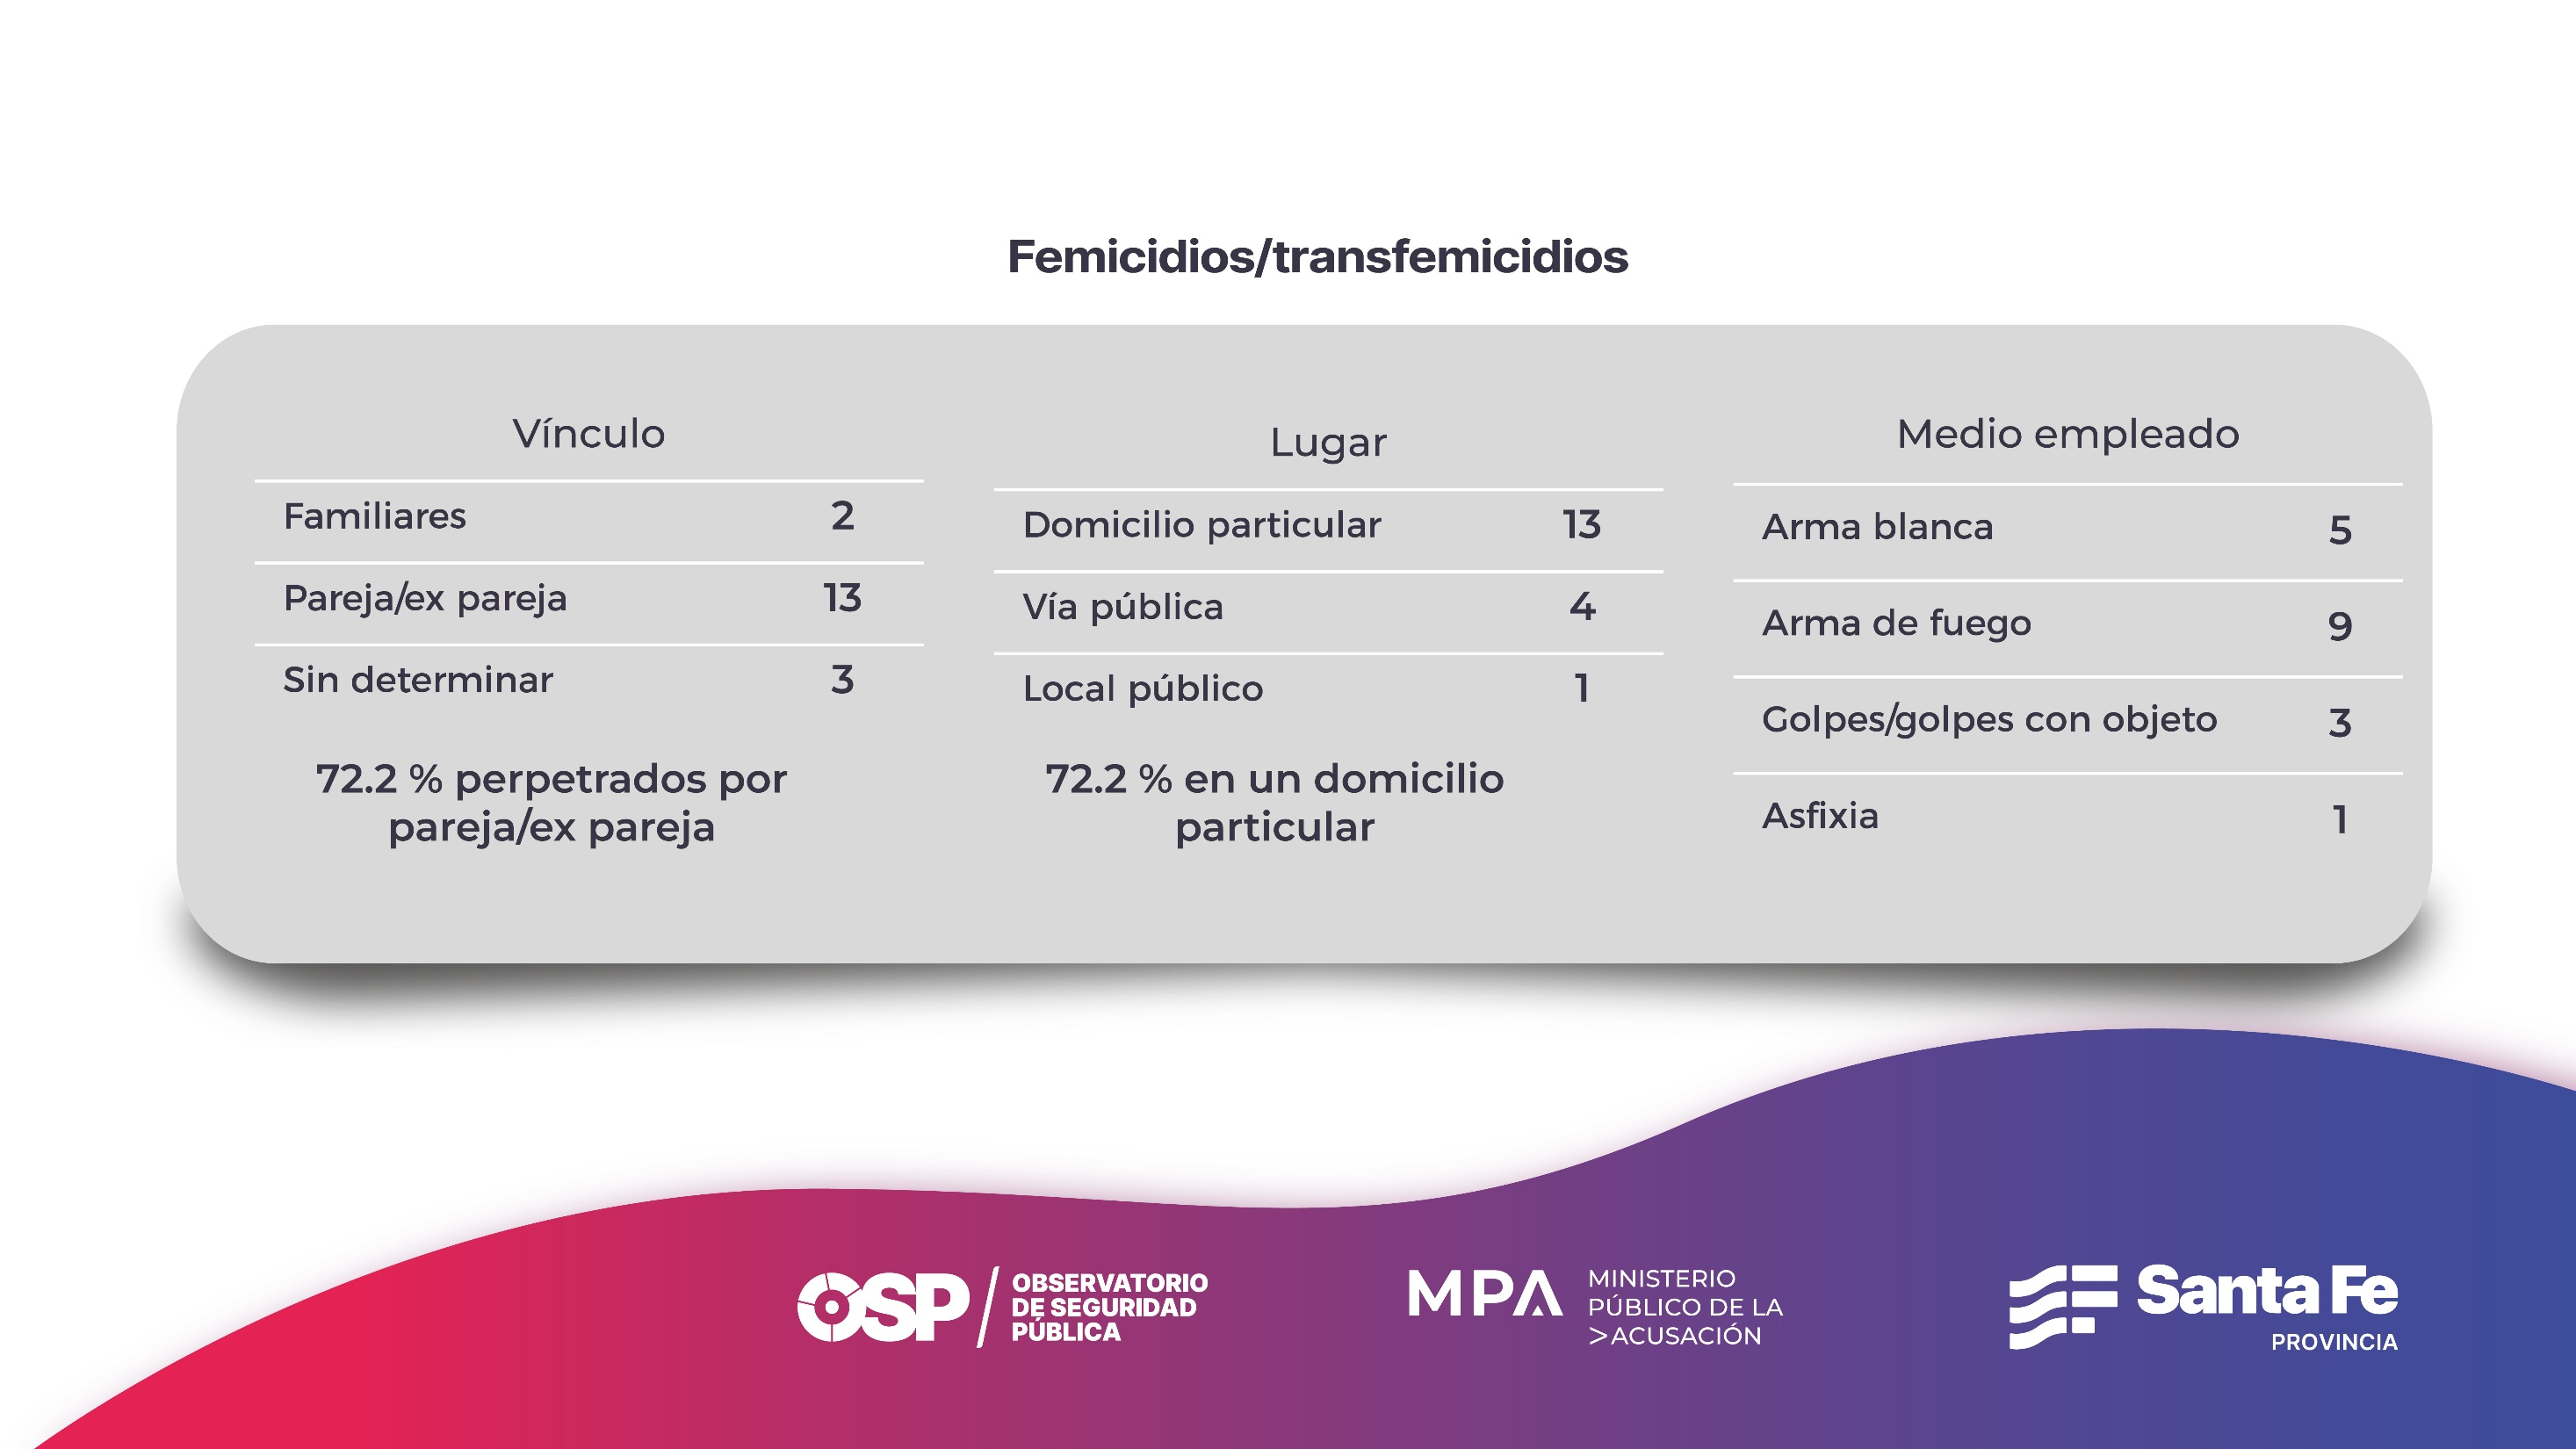 Femicidios/transfemicidios
Vínculo
Familiares 2
Pareja/ex pareja 13
Sin determinar 3
72.2 % perpetrados por
pareja/ex pareja
Lugar
Domicilio particular 13
Vía pública 4
Local público 1
72.2 % en un domicilio
particular
Medio empleado
Arma blanca 5
Arma de fuego 9
Golpes/golpes con objeto 3
Asfixia 1
OSP
OBSERVATORIO
DE SEGURIDAD
PÚBLICA
MPA
MINISTERIO
PÚBLICO DE LA
>ACUSACIÓN
Santa Fe
PROVINCIA